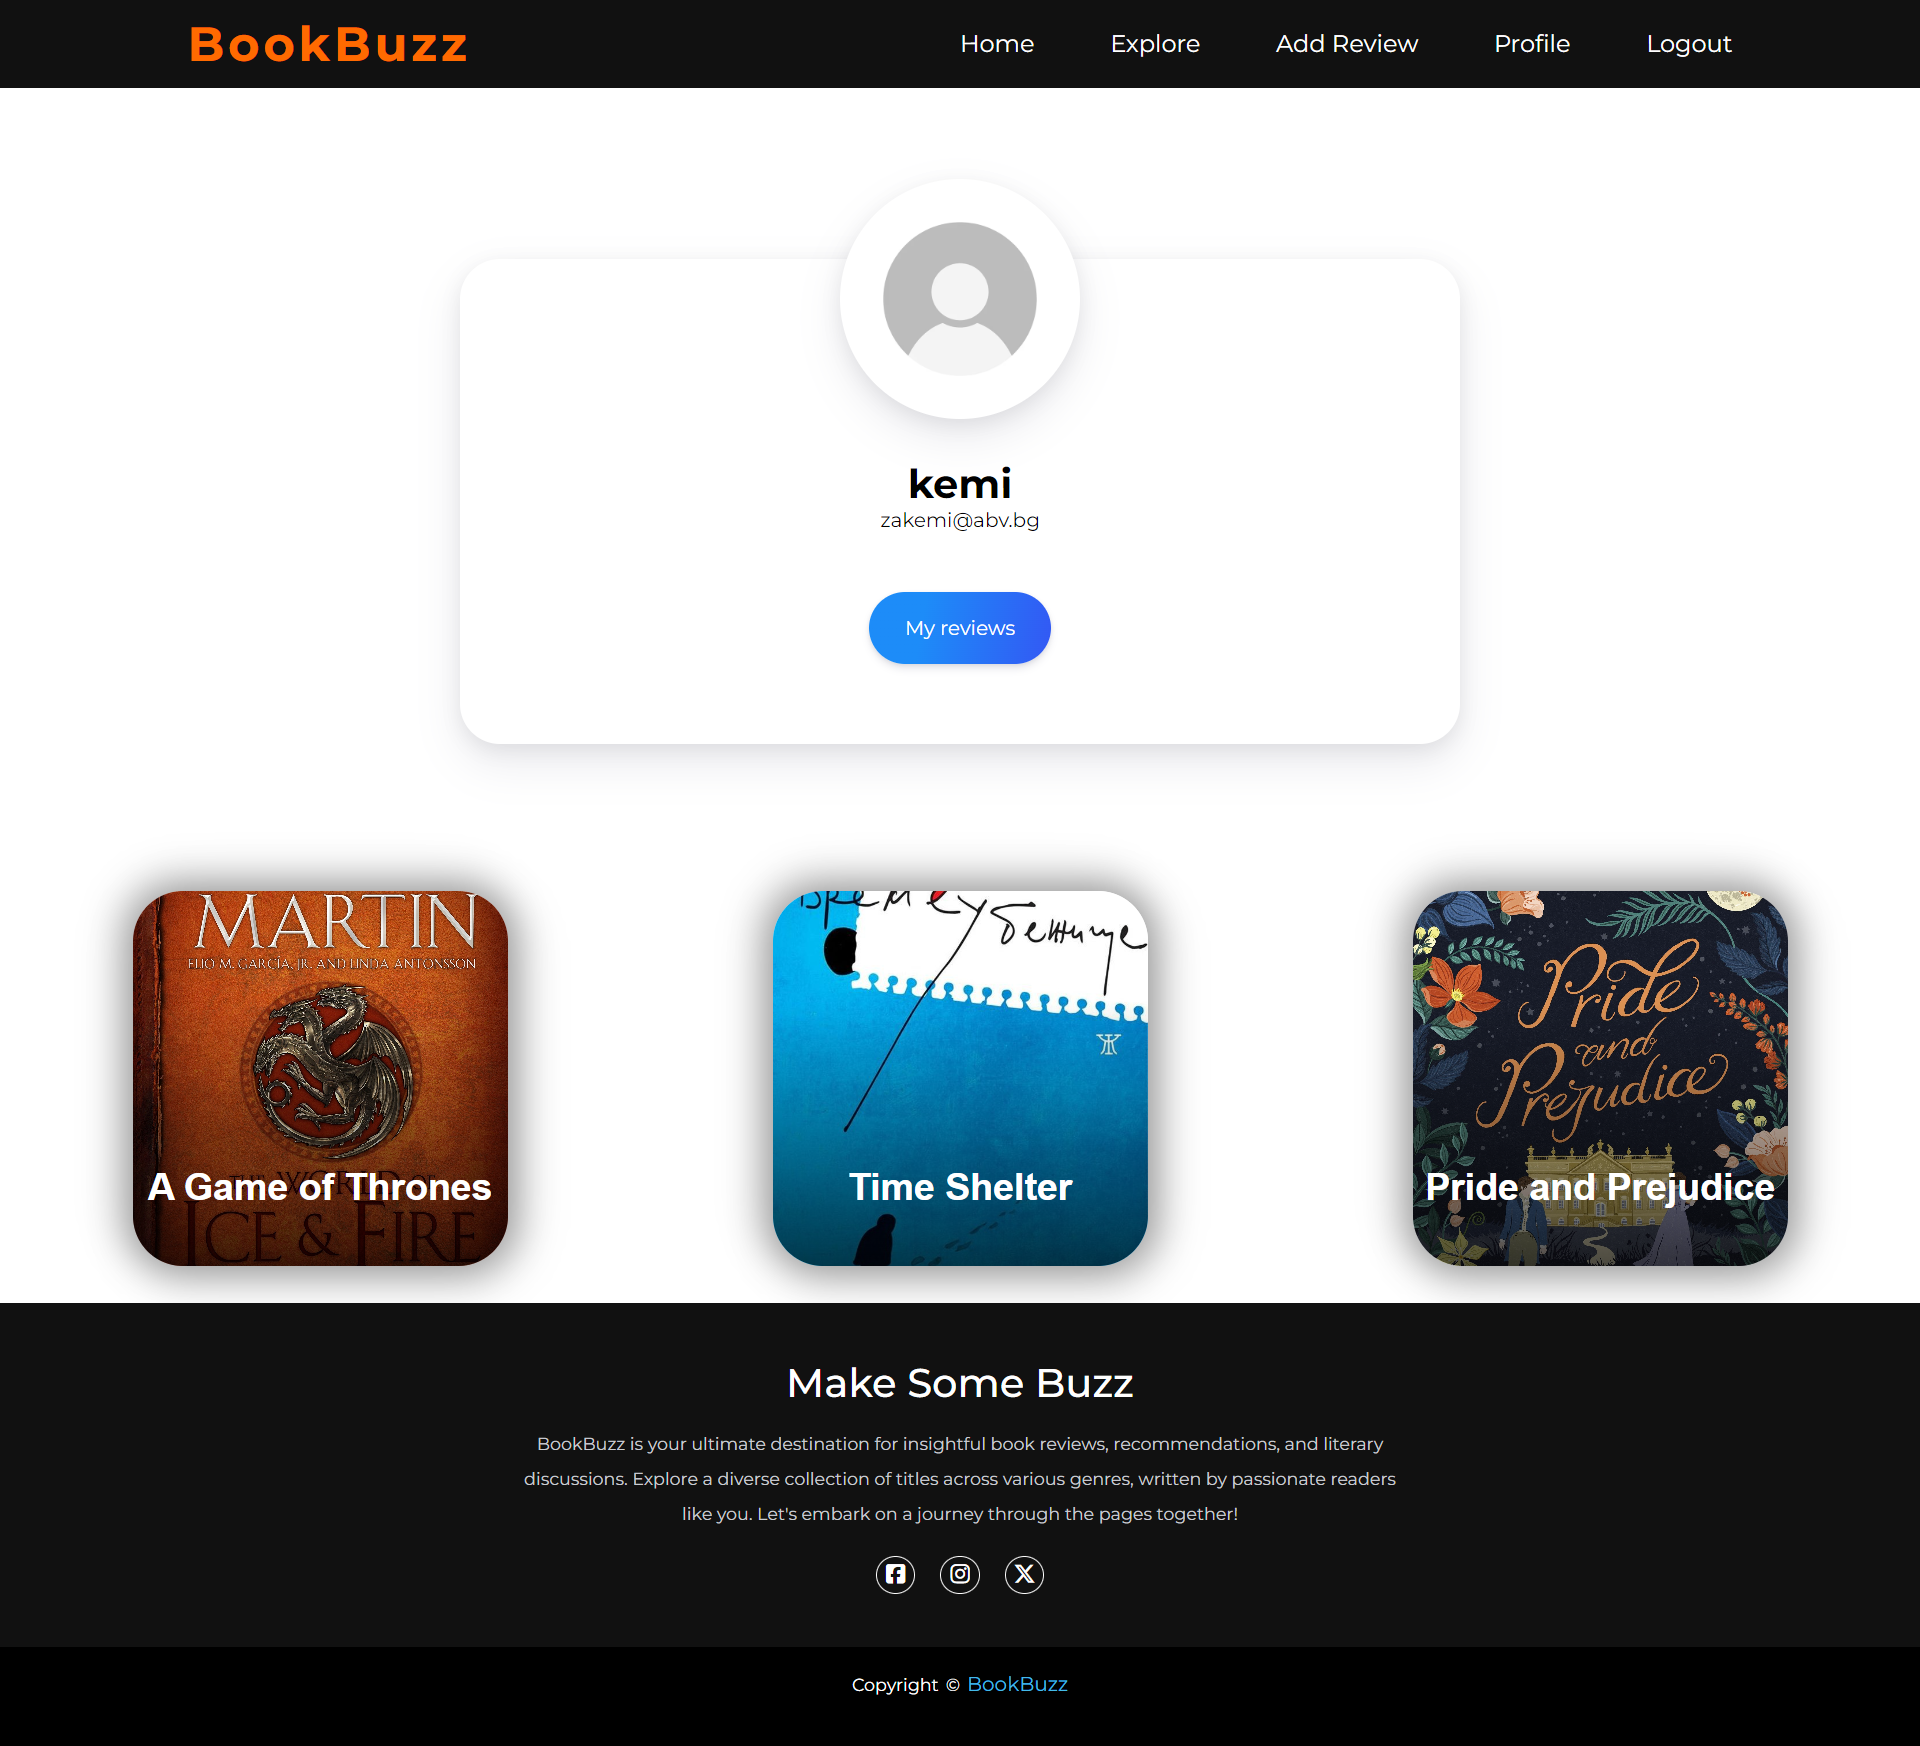 BookBuzz
Home Explore Add Review Profile Logout
kemi
zakemi@abv.bg
My reviews
MARTIN
ELIO M. GARCÍA, JR. AND LINDA ANTONSSON
A Game of Thrones
ICE & FIRE
Времеубежище
Time Shelter
Pride
and
Prejudice
Pride and Prejudice
Make Some Buzz
BookBuzz is your ultimate destination for insightful book reviews, recommendations, and literary
discussions. Explore a diverse collection of titles across various genres, written by passionate readers
like you. Let's embark on a journey through the pages together!
Copyright © BookBuzz